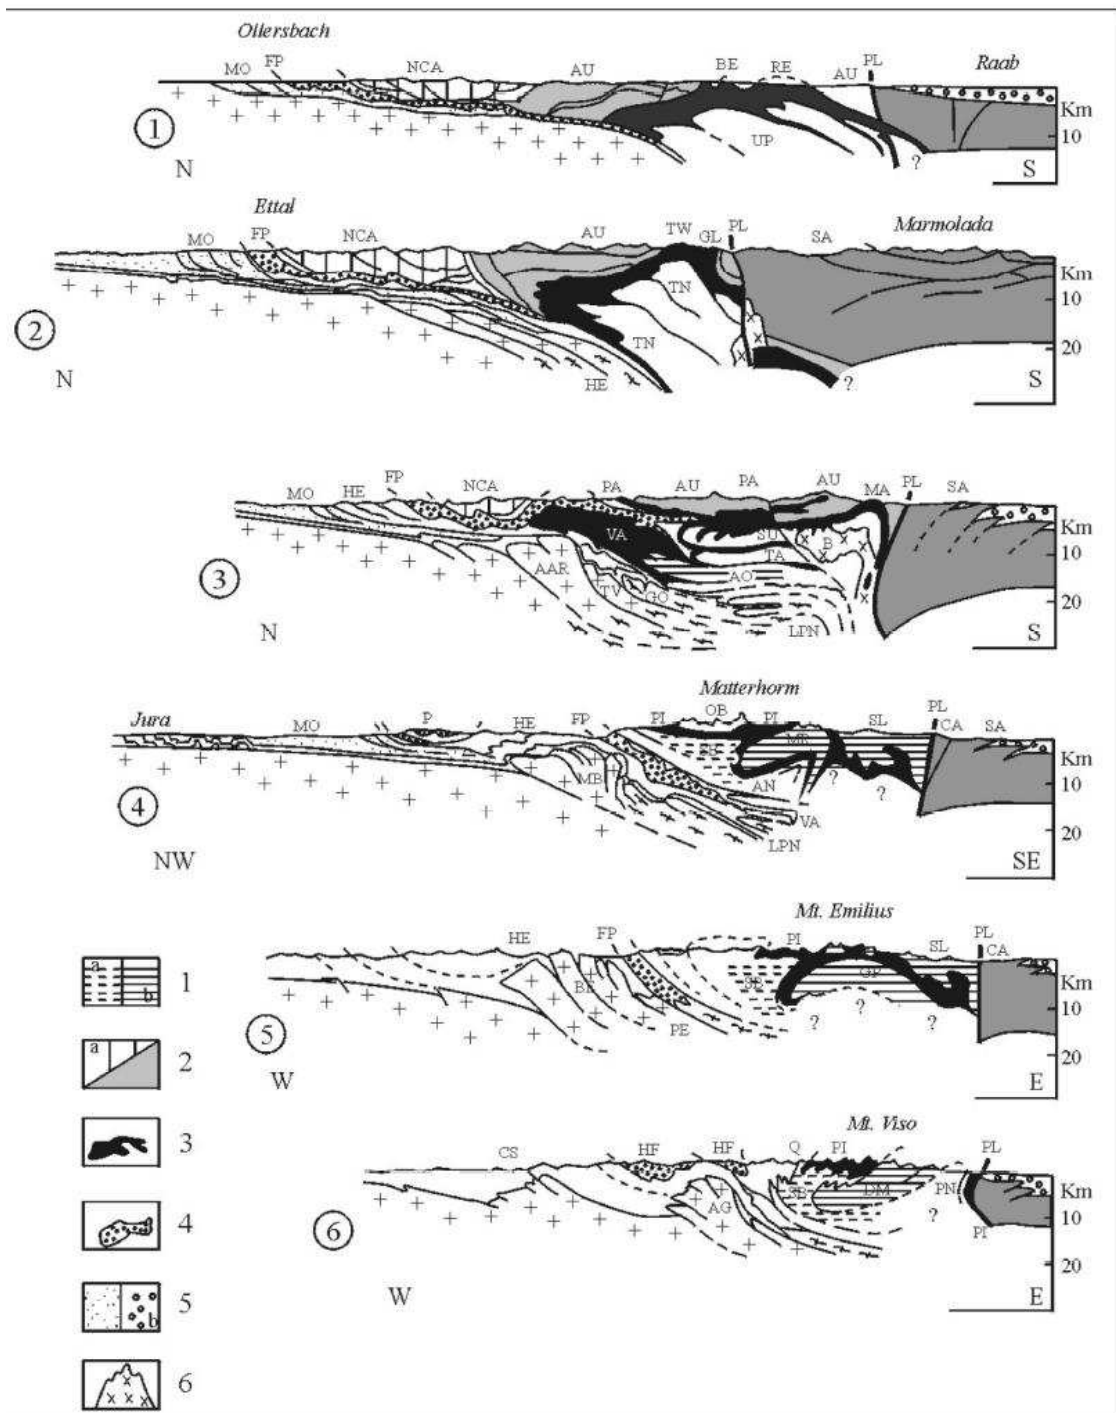 Ollersbach
MO FP NCA AU BE RE AU PL Raab
Km
10
1
UP
?
N S
Ettal
MO FP NCA AU TW GL PL SA Marmolada
Km
10
TN
2
20
TN
HE
?
N S
MO HE FP NCA PA AU PA AU MA PL SA
Km
VA SU B
10
TA
AAR AO
3
TV GO
20
LPN
N S
Matterhorm
Jura MO P HE FP PI OB PI SL PL CA SA
SB MR
Km
MB AN ? ?
10
4
VA
20
LPN
NW SE
Mt. Emilius
HE FP PI SL PL CA
a
b
1
BE SB GP
Km
10
PE ? ? ?
5
20
W E
a
2
Mt. Viso
3
CS HF HF Q PI PL
AG SB DM PN
Km
4
6
?
10
PI
20
5
b
W E
6